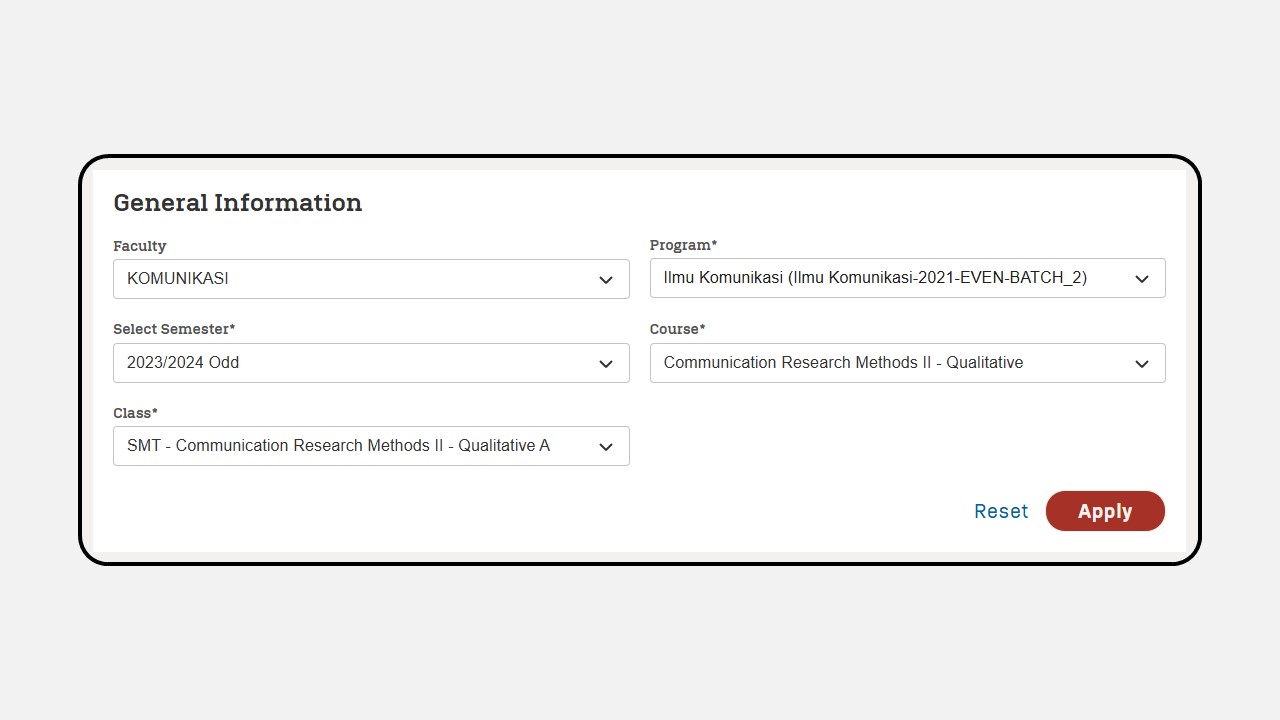 General Information
Faculty
KOMUNIKASI
Program*
Ilmu Komunikasi (Ilmu Komunikasi-2021-EVEN-BATCH_2)
Select Semester*
2023/2024 Odd
Course*
Communication Research Methods II - Qualitative
Class*
SMT - Communication Research Methods II - Qualitative A
Reset
Apply